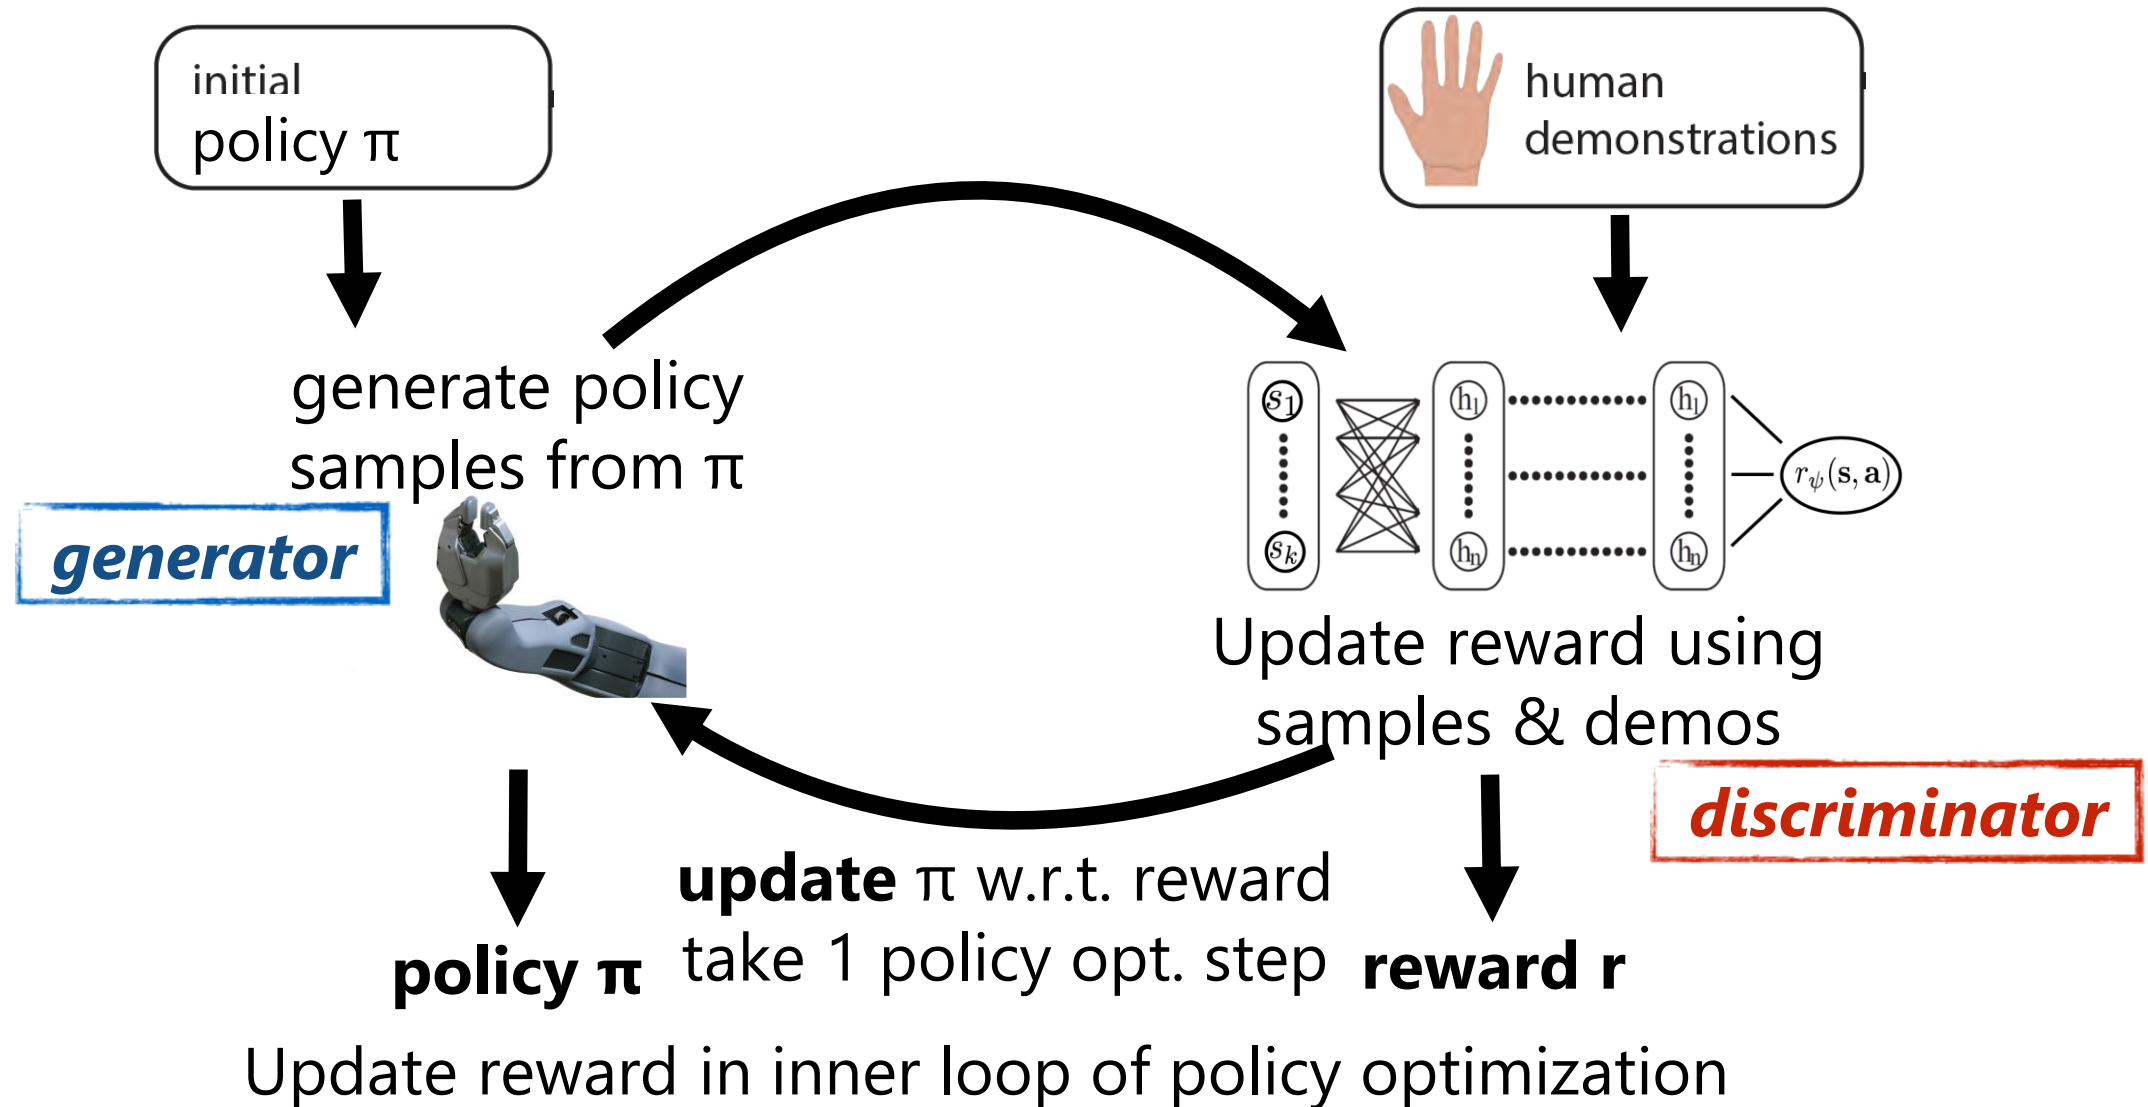 initial
policy π
human
demonstrations
generate policy
samples from π
generator
s₁
sₖ
h₁
hₙ
h₁
hₙ
r_ψ(s, a)
Update reward using
samples & demos
discriminator
update π w.r.t. reward
take 1 policy opt. step
policy π
reward r
Update reward in inner loop of policy optimization